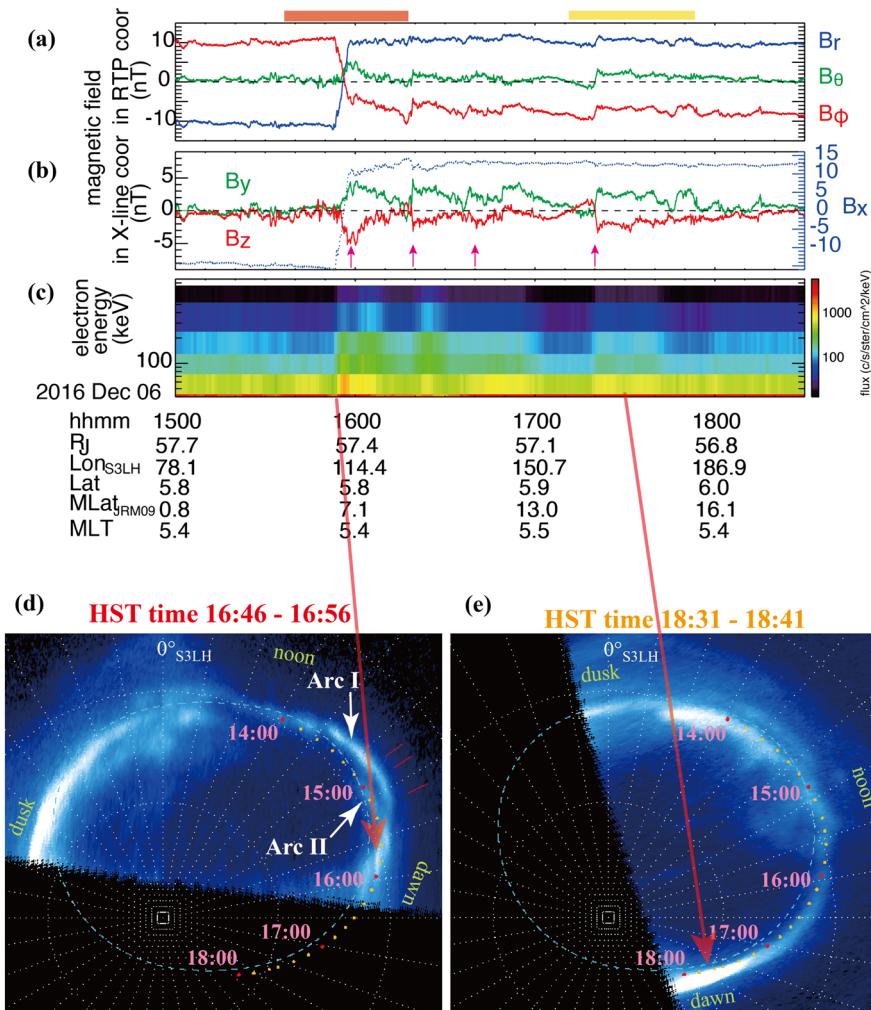 (a)
magnetic field
in RTP coor
(nT)
10
0
-10
Br
Bθ
Bϕ
(b)
in X-line coor
(nT)
5
0
-5
By
Bz
15
10
5
0
-5
-10
-15
Bx
(c)
electron
energy
(keV)
100
1000
100
flux (c/s/ster/cm^2/keV)
2016 Dec 06
hhmm 1500 1600 1700 1800
RJ 57.7 57.4 57.1 56.8
LonS3LH 78.1 114.4 150.7 186.9
Lat 5.8 5.8 5.9 6.0
MLatJRM09 0.8 7.1 13.0 16.1
MLT 5.4 5.4 5.5 5.4
(d)
HST time 16:46 - 16:56
0°S3LH
noon
Arc I
14:00
15:00
dusk
Arc II
16:00
dawn
17:00
18:00
(e)
HST time 18:31 - 18:41
0°S3LH
dusk
14:00
noon
15:00
16:00
17:00
18:00
dawn